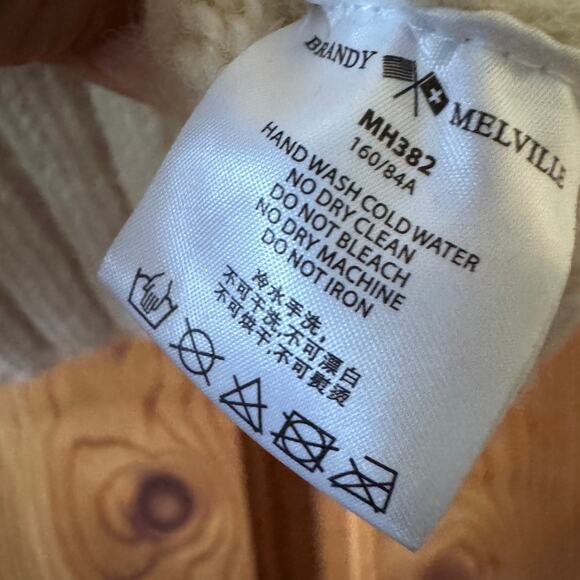 BRANDY MELVILLE
MH382
160/84A
HAND WASH COLD WATER
NO DRY CLEAN
DO NOT BLEACH
NO DRY MACHINE
DO NOT IRON
冷水手洗,
不可干洗,不可漂白
不可烘干,不可熨烫